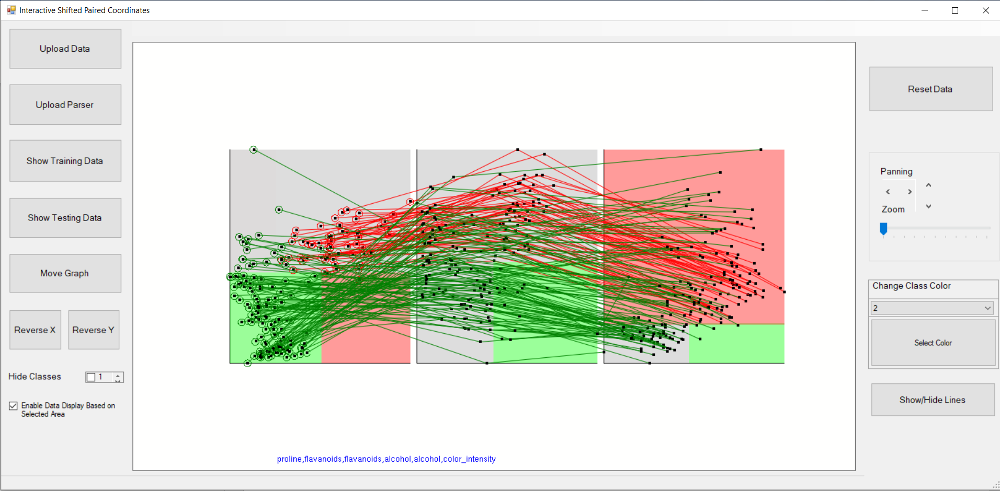 Interactive Shifted Paired Coordinates
Upload Data
Upload Parser
Show Training Data
Show Testing Data
Move Graph
Reverse X
Reverse Y
Hide Classes
1
Enable Data Display Based on
Selected Area
proline,flavanoids,flavanoids,alcohol,alcohol,color_intensity
Reset Data
Panning
Zoom
Change Class Color
2
Select Color
Show/Hide Lines